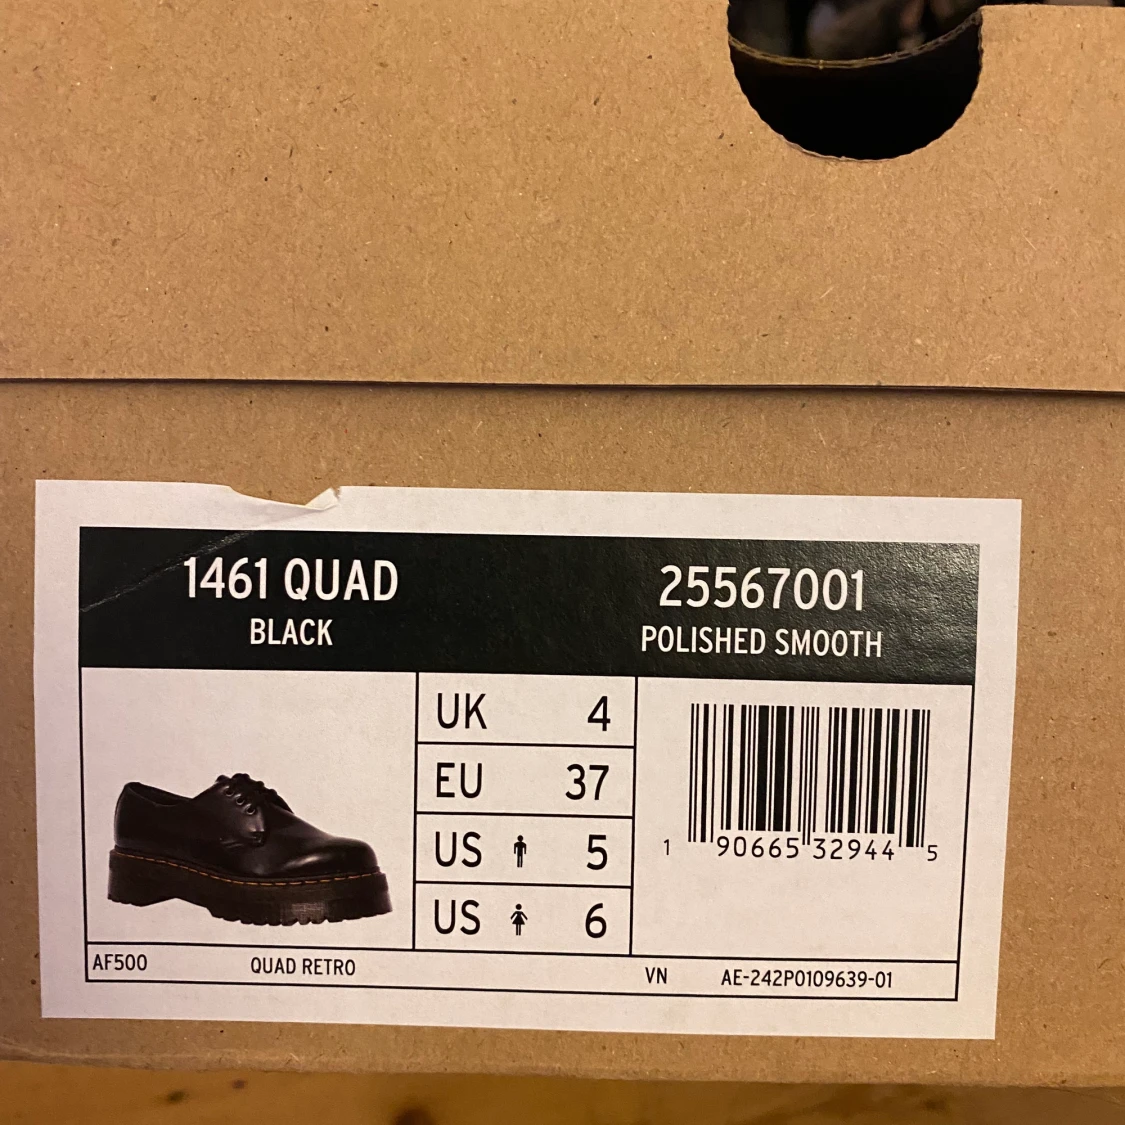 1461 QUAD
BLACK
25567001
POLISHED SMOOTH
UK 4
EU 37
US 5
US 6
1 90665 32944 5
AF500 QUAD RETRO VN AE-242P0109639-01